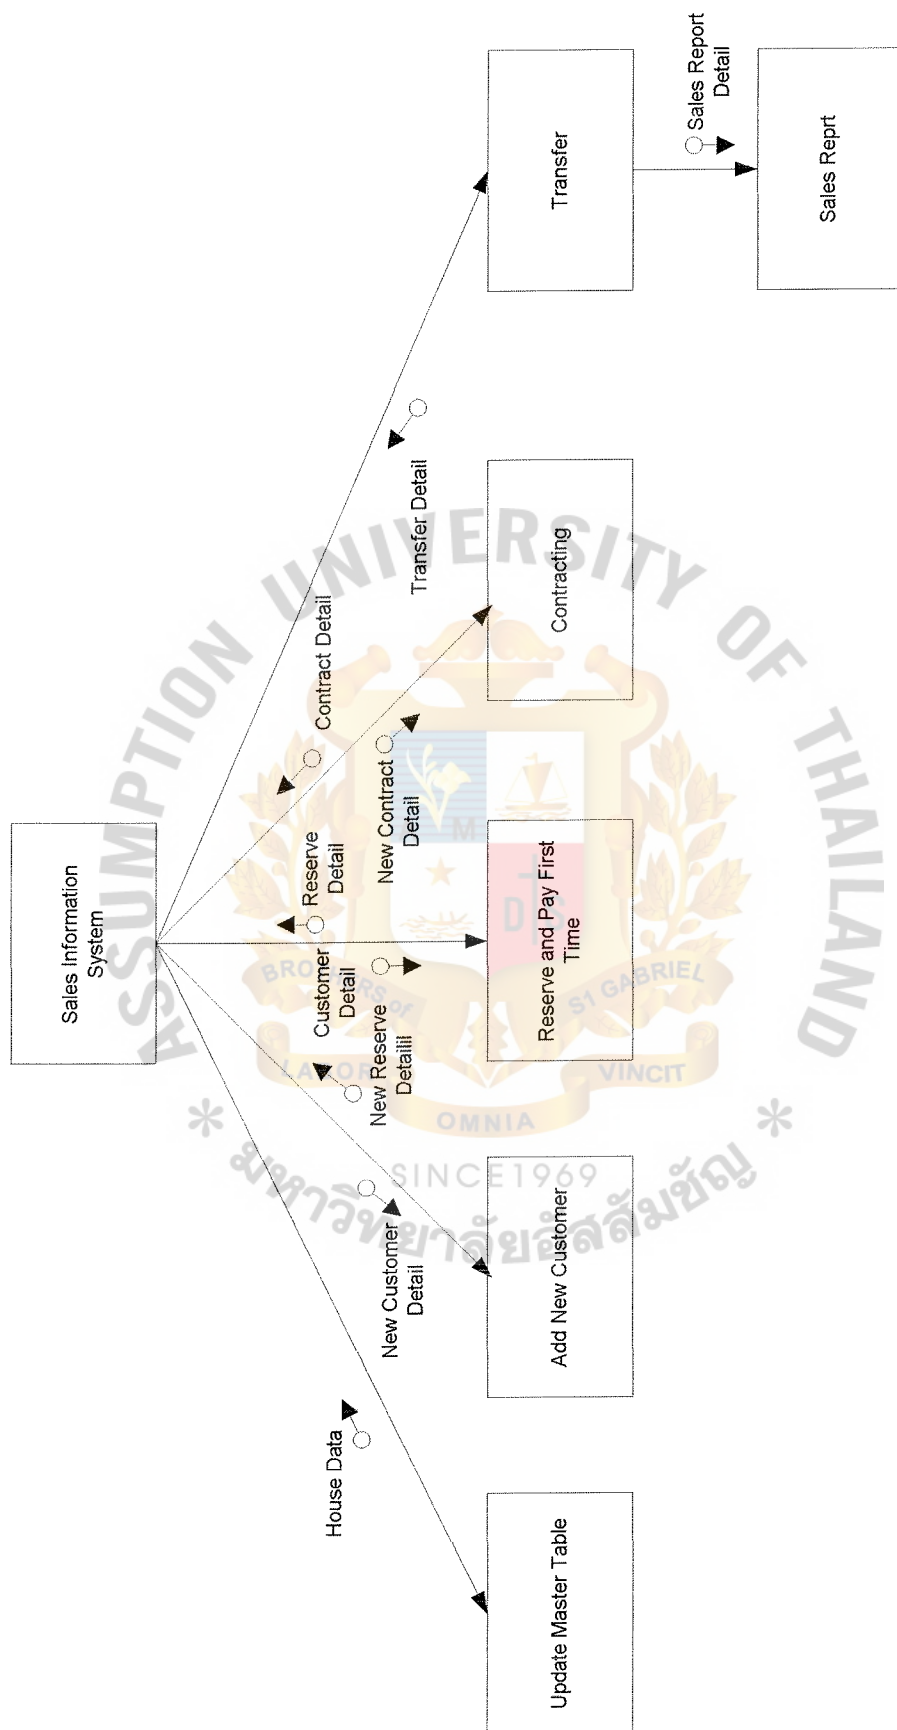 Sales Information
System
House Data
New Customer
Detail
Customer
Detail
New Reserve
Detailil
Reserve
Detail
New Contract
Detail
Contract Detail
Transfer Detail
Update Master Table
Add New Customer
Reserve and Pay First
Time
Contracting
Transfer
Sales Report
Detail
Sales Reprt
ASSUMPTION UNIVERSITY OF THAILAND
BROTHERS of
ST GABRIEL
LABOR
OMNIA
VINCIT
SINCE1969
* มหาวิทยาลัยอัสสัมชัญ *
M
D S